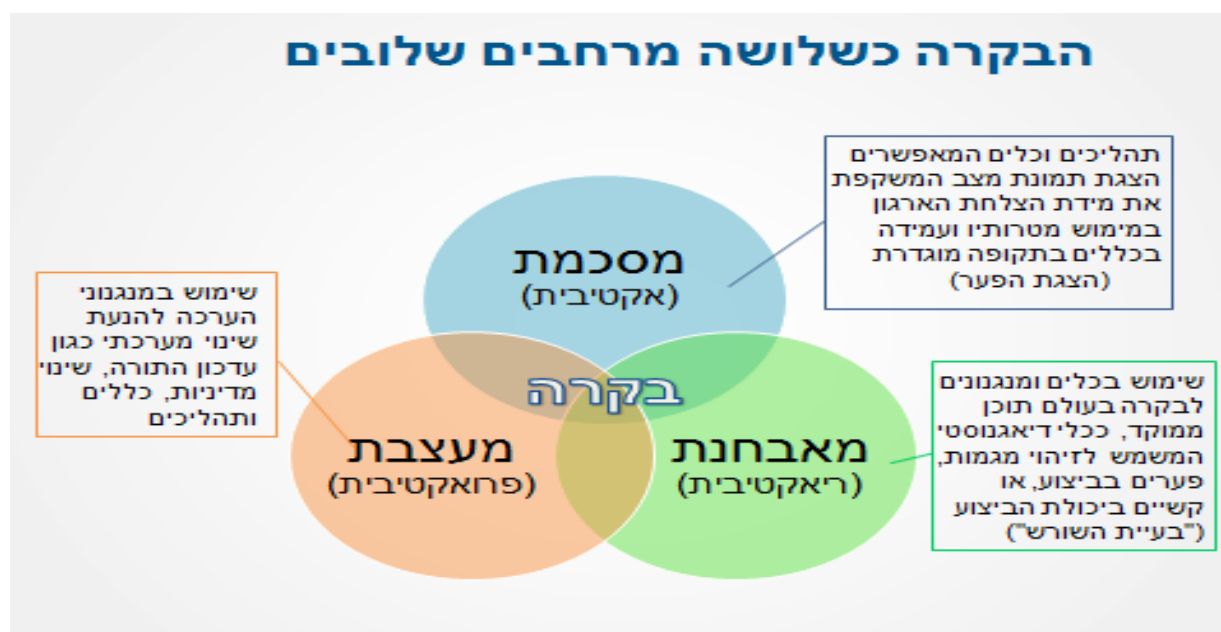 הבקרה כשלושה מרחבים שלובים
תהליכים וכלים המאפשרים
הצגת תמונת מצב המשקפת
את מידת הצלחת הארגון
במימוש מטרותיו ועמידה
בכללים בתקופה מוגדרת
(הצגת הפער)
מסכמת
(אקטיבית)
שימוש במנגנוני
הערכה להנעת
שינוי מערכתי כגון
עדכון התורה, שינוי
מדיניות, כללים
ותהליכים
בקרה
מאבחנת
(ריאקטיבית)
מעצבת
(פרואקטיבית)
שימוש בכלים ומנגנונים
לבקרה בעולם תוכן
ממוקד, ככלי דיאגנוסטי
המשמש לזיהוי מגמות,
פערים בביצוע, או
קשיים ביכולת הביצוע
("בעיית השורש")